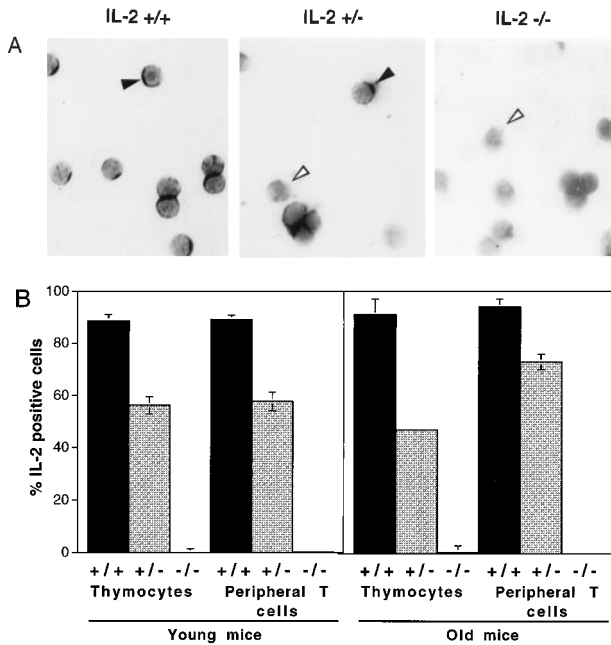 IL-2 +/+ IL-2 +/- IL-2 -/-
A
B
% IL-2 positive cells
100
80
60
40
20
0
+/+ +/- -/- +/+ +/- -/- +/+ +/- -/- +/+ +/- -/-
Thymocytes Peripheral T Thymocytes Peripheral T
cells cells
Young mice Old mice